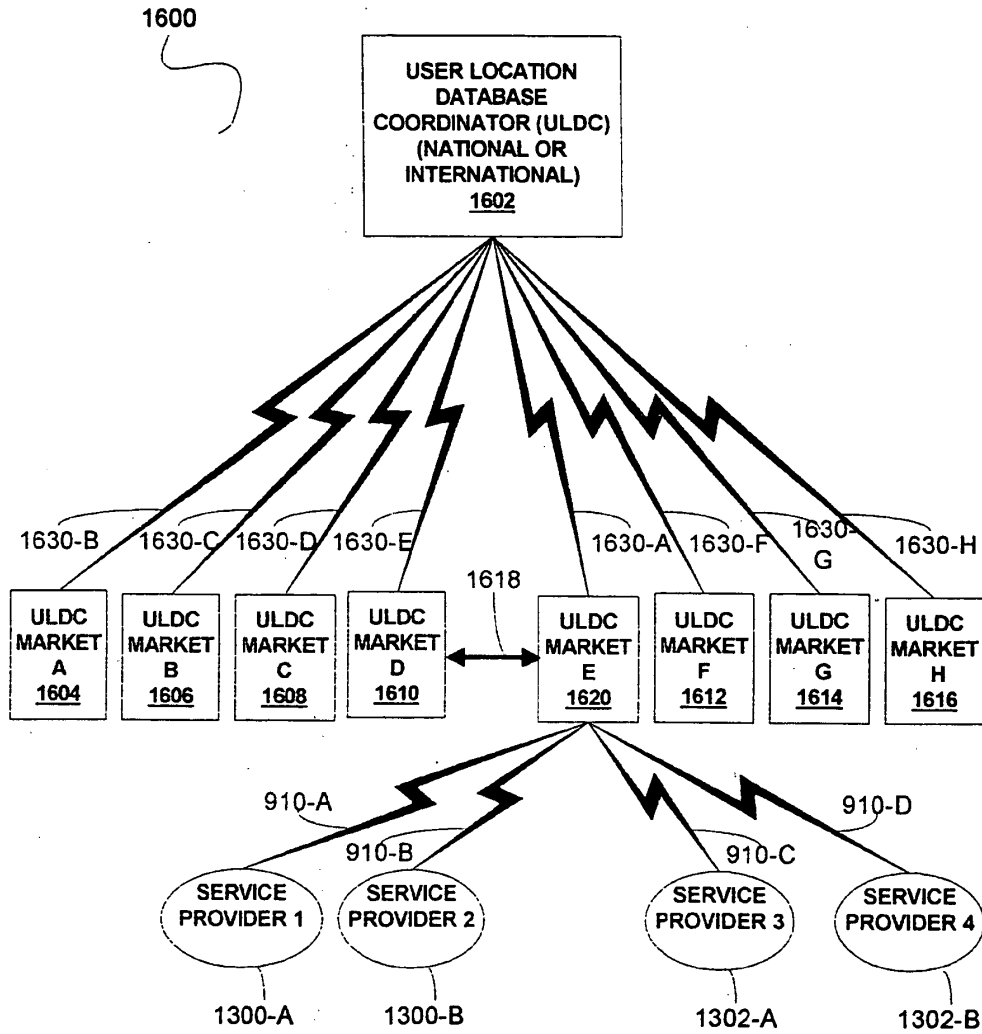 1600
USER LOCATION
DATABASE
COORDINATOR (ULDC)
(NATIONAL OR
INTERNATIONAL)
1602
1630-B
1630-C
1630-D
1630-E
1630-A
1630-F
1630-
G
1630-H
1618
ULDC
MARKET
A
1604
ULDC
MARKET
B
1606
ULDC
MARKET
C
1608
ULDC
MARKET
D
1610
ULDC
MARKET
E
1620
ULDC
MARKET
F
1612
ULDC
MARKET
G
1614
ULDC
MARKET
H
1616
910-A
910-B
910-C
910-D
SERVICE
PROVIDER 1
SERVICE
PROVIDER 2
SERVICE
PROVIDER 3
SERVICE
PROVIDER 4
1300-A
1300-B
1302-A
1302-B